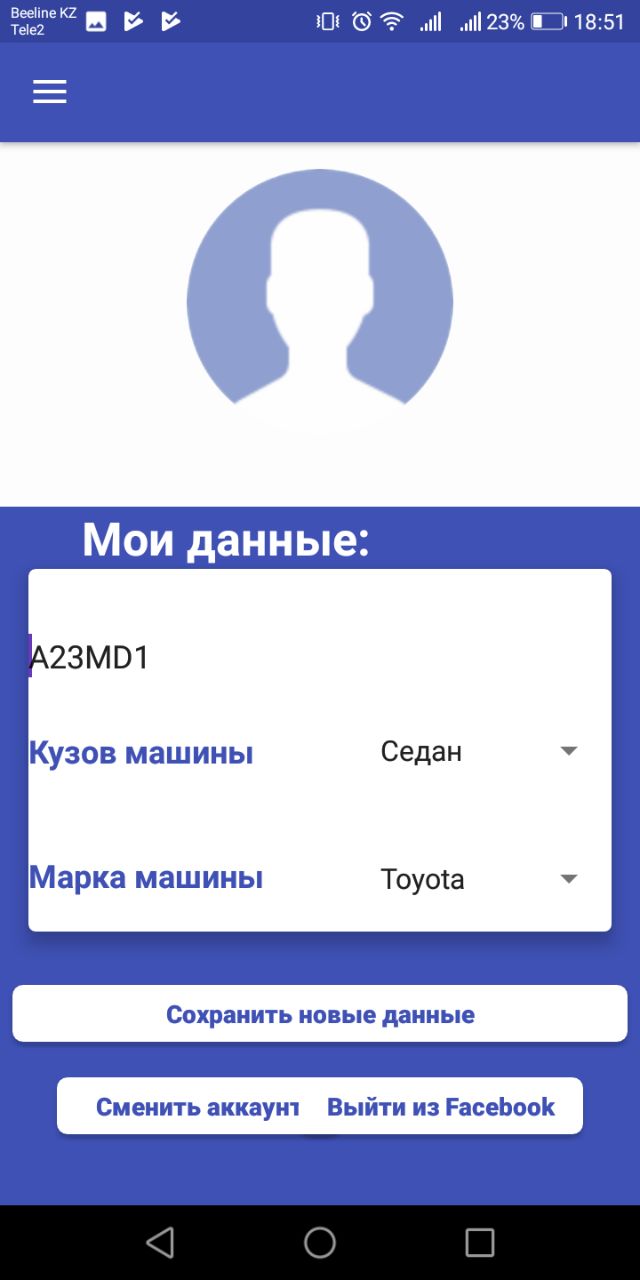 Beeline KZ
Tele2
23% 18:51
Мои данные:
A23MD1
Кузов машины Седан
Марка машины Toyota
Сохранить новые данные
Сменить аккаунт Выйти из Facebook